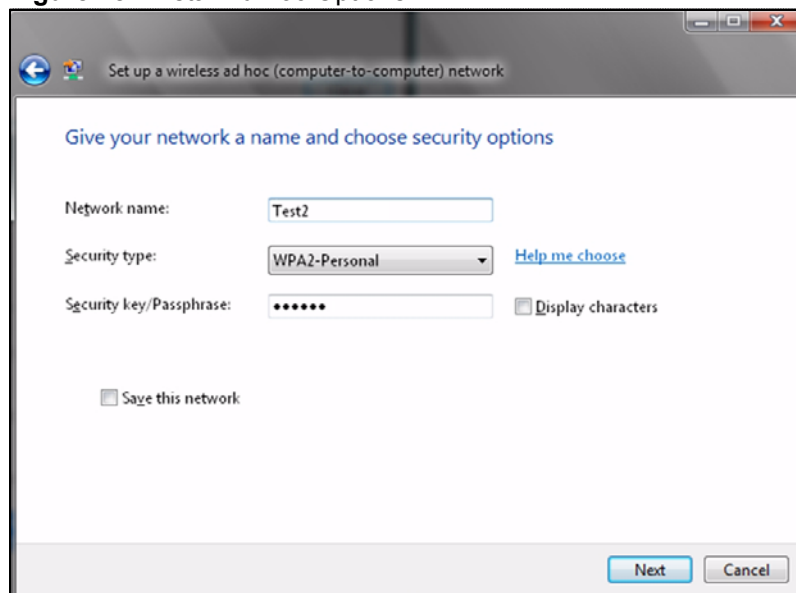 Set up a wireless ad hoc (computer-to-computer) network
Give your network a name and choose security options
Network name: Test2
Security type: WPA2-Personal Help me choose
Security key/Passphrase: •••••• Display characters
Save this network
Next Cancel